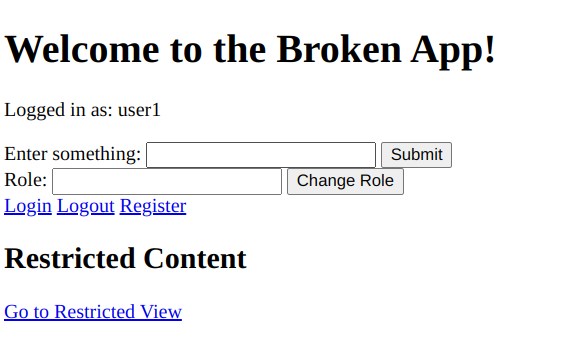 Welcome to the Broken App!
Logged in as: user1
Enter something: Submit
Role: Change Role
Login Logout Register
Restricted Content
Go to Restricted View